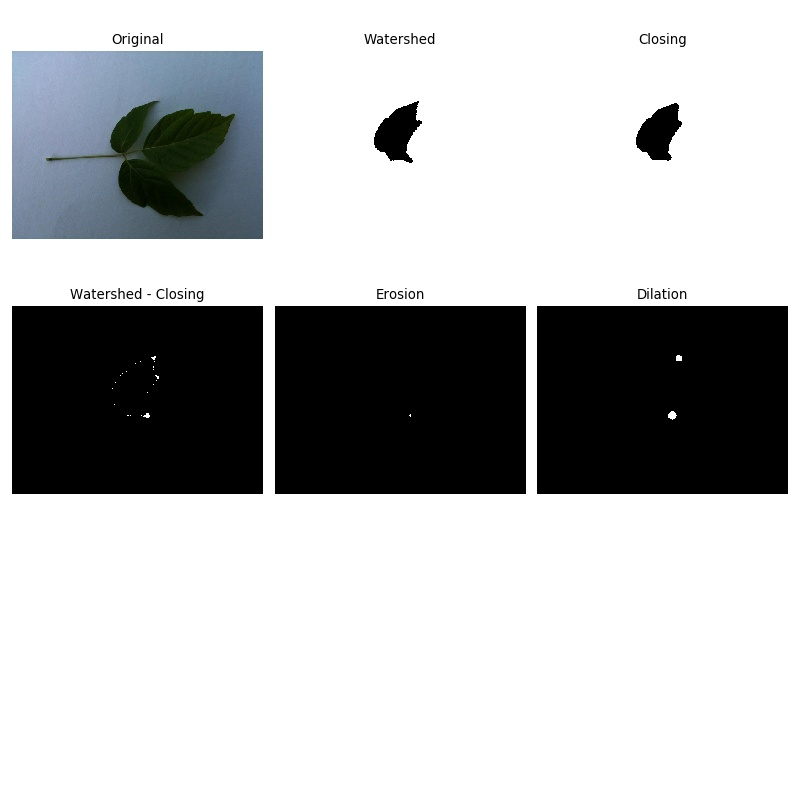 Original
Watershed
Closing
Watershed - Closing
Erosion
Dilation